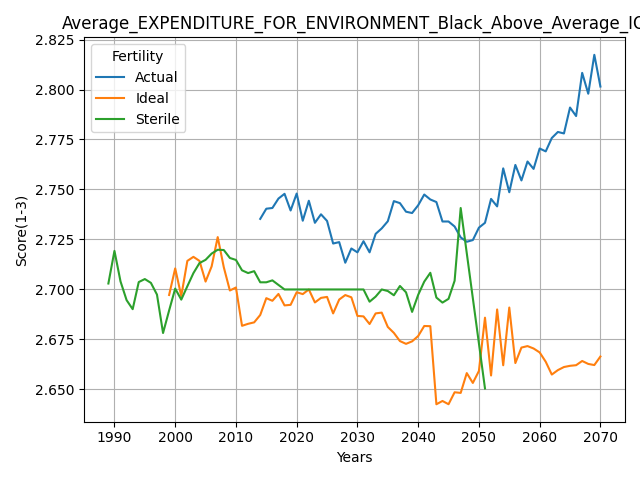 Average_EXPENDITURE_FOR_ENVIRONMENT_Black_Above_Average_IQ
Fertility
Actual
Ideal
Sterile
Score(1-3)
2.825
2.800
2.775
2.750
2.725
2.700
2.675
2.650
1990 2000 2010 2020 2030 2040 2050 2060 2070
Years